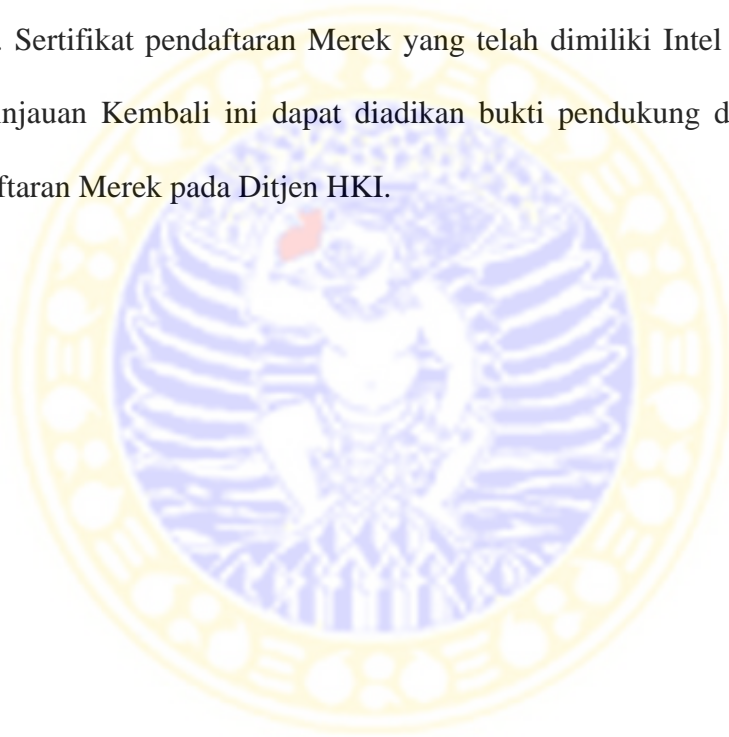 . Sertifikat pendaftaran Merek yang telah dimiliki Intel
njauan Kembali ini dapat diadikan bukti pendukung d
ftaran Merek pada Ditjen HKI.